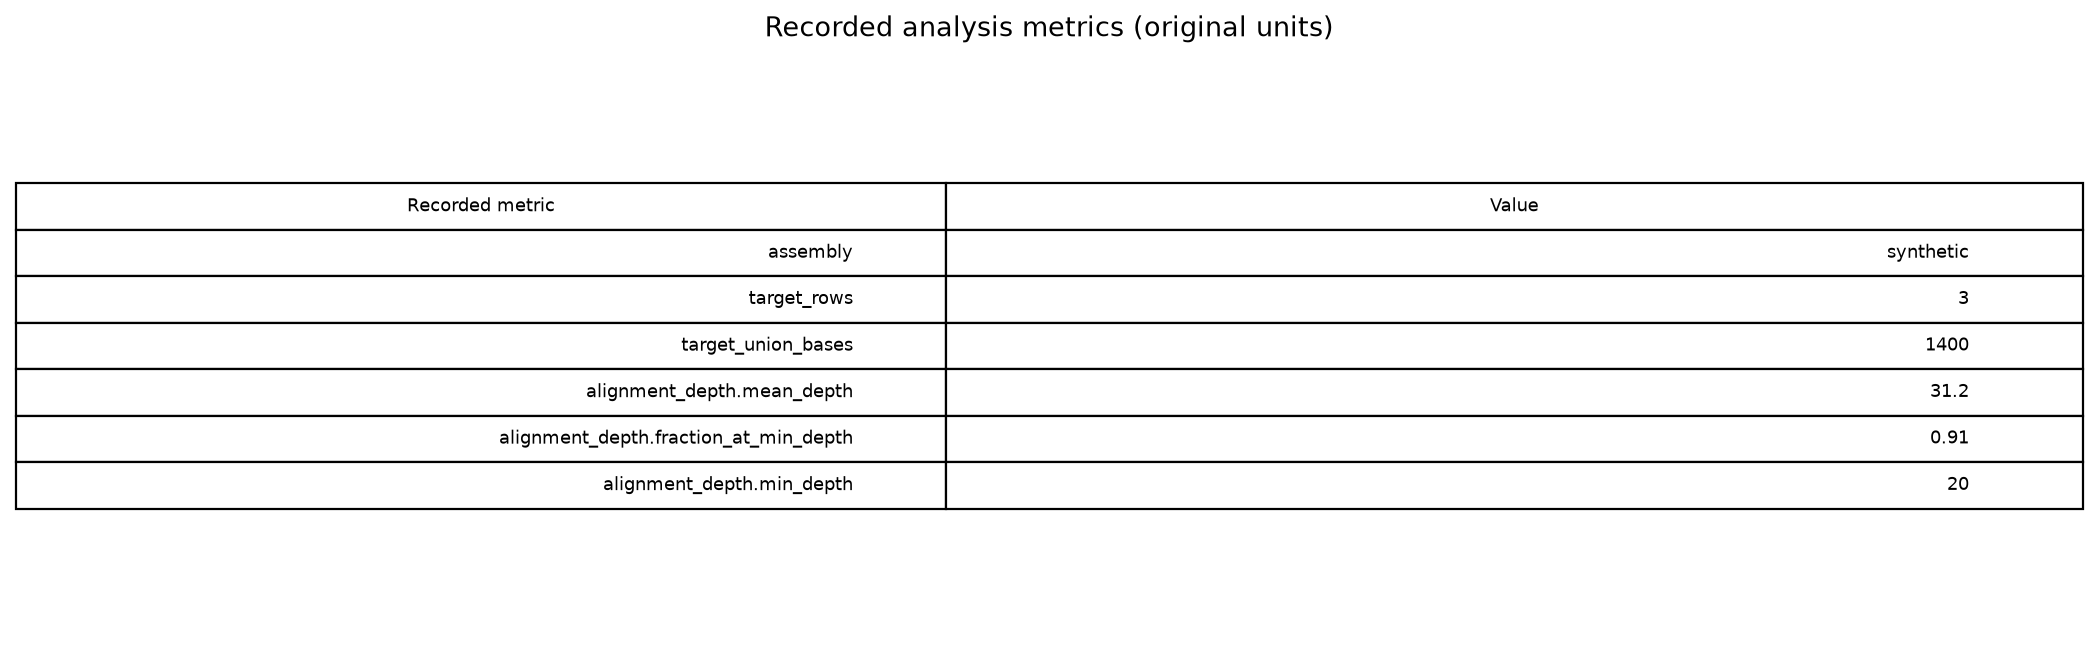 Recorded analysis metrics (original units)
Recorded metric Value
assembly synthetic
target_rows 3
target_union_bases 1400
alignment_depth.mean_depth 31.2
alignment_depth.fraction_at_min_depth 0.91
alignment_depth.min_depth 20